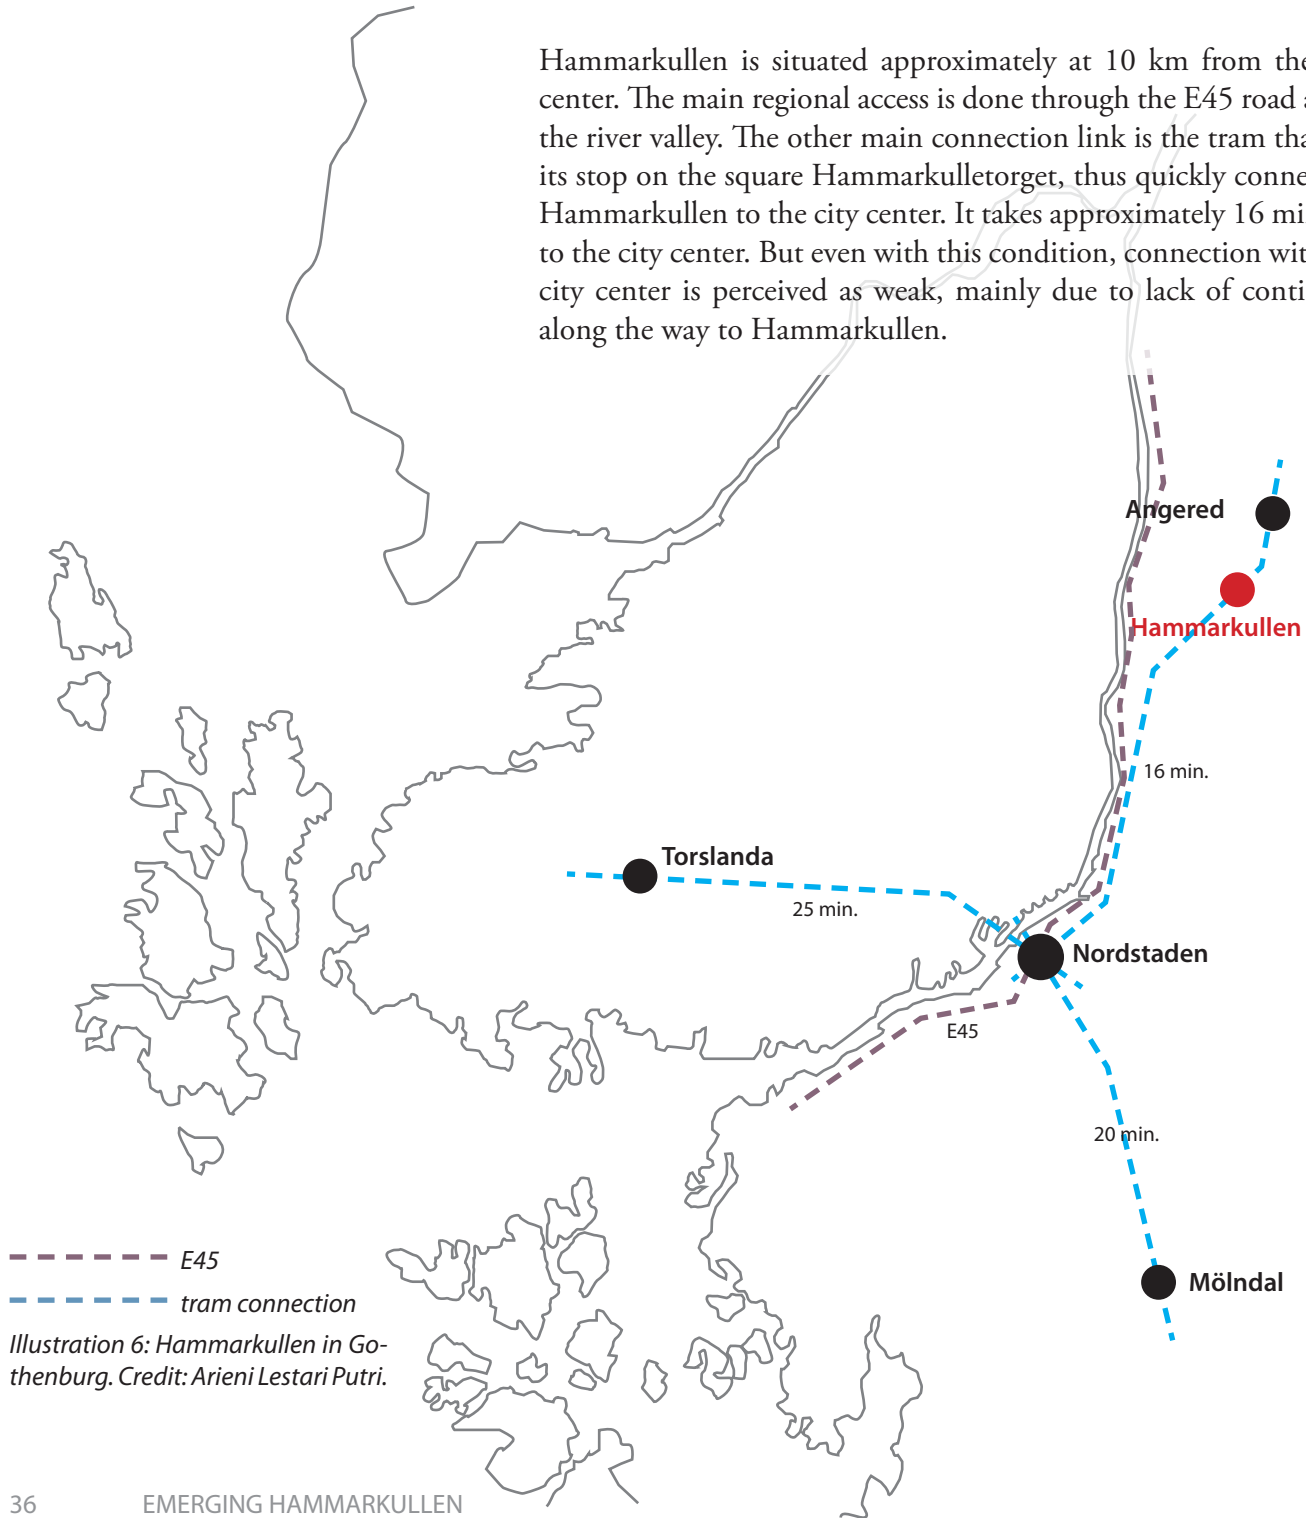 Hammarkullen is situated approximately at 10 km from the
center. The main regional access is done through the E45 road
the river valley. The other main connection link is the tram
its stop on the square Hammarkulletorget, thus quickly
Hammarkullen to the city center. It takes approximately 16
to the city center. But even with this condition, connection
city center is perceived as weak, mainly due to lack of
along the way to Hammarkullen.
Angered
Hammarkullen
16 min.
Torslanda
25 min.
Nordstaden
E45
20 min.
Mölndal
E45
tram connection
Illustration 6: Hammarkullen in Go-
thenburg. Credit: Arieni Lestari Putri.
36 EMERGING HAMMARKULLEN